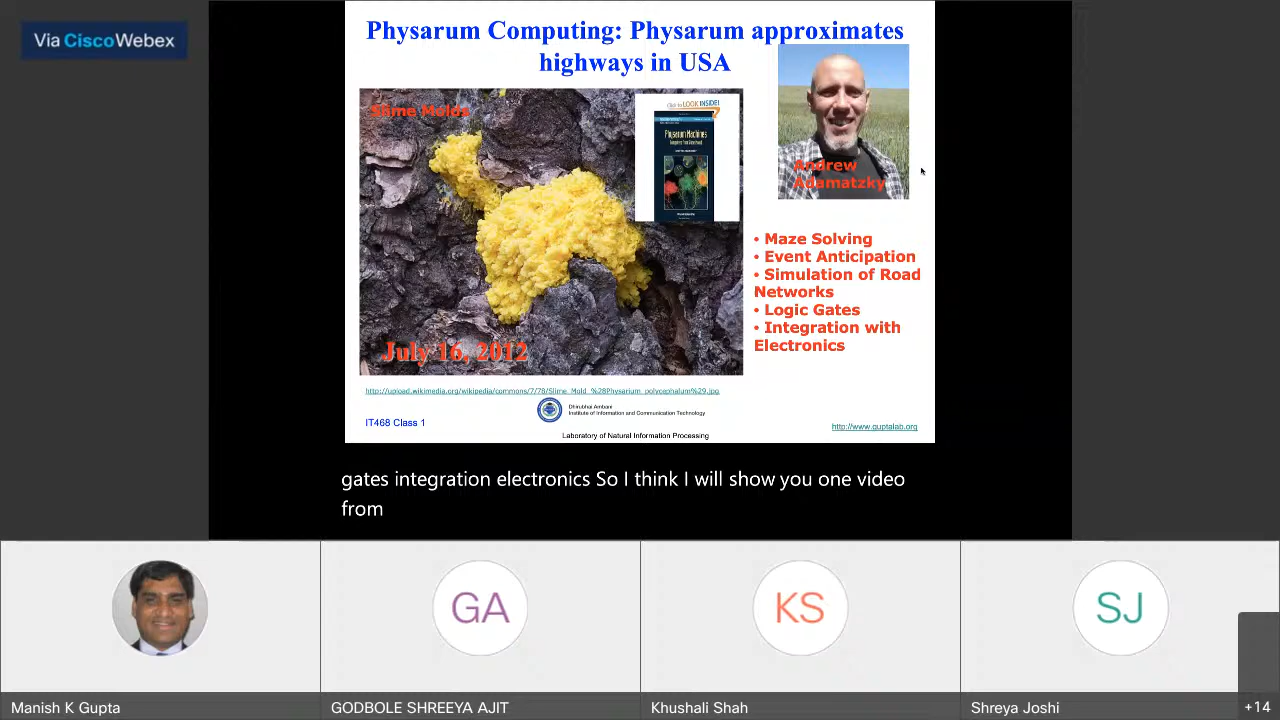 Via Cisco Webex
Physarum Computing: Physarum approximates
highways in USA
Slime Molds
Click to LOOK INSIDE!
Physarum Machines
Andrew
Adamatzky
• Maze Solving
• Event Anticipation
• Simulation of Road
Networks
• Logic Gates
• Integration with
Electronics
July 16, 2012
http://upload.wikimedia.org/wikipedia/commons/7/78/Slime_Mold_%28Physarium_polycephalum%29.jpg
Dhirubhai Ambani
Institute of Information and Communication Technology
IT468 Class 1
http://www.guptalab.org
Laboratory of Natural Information Processing
gates integration electronics So I think I will show you one video
from
GA
KS
SJ
Manish K Gupta
GODBOLE SHREEYA AJIT
Khushali Shah
Shreya Joshi
+14